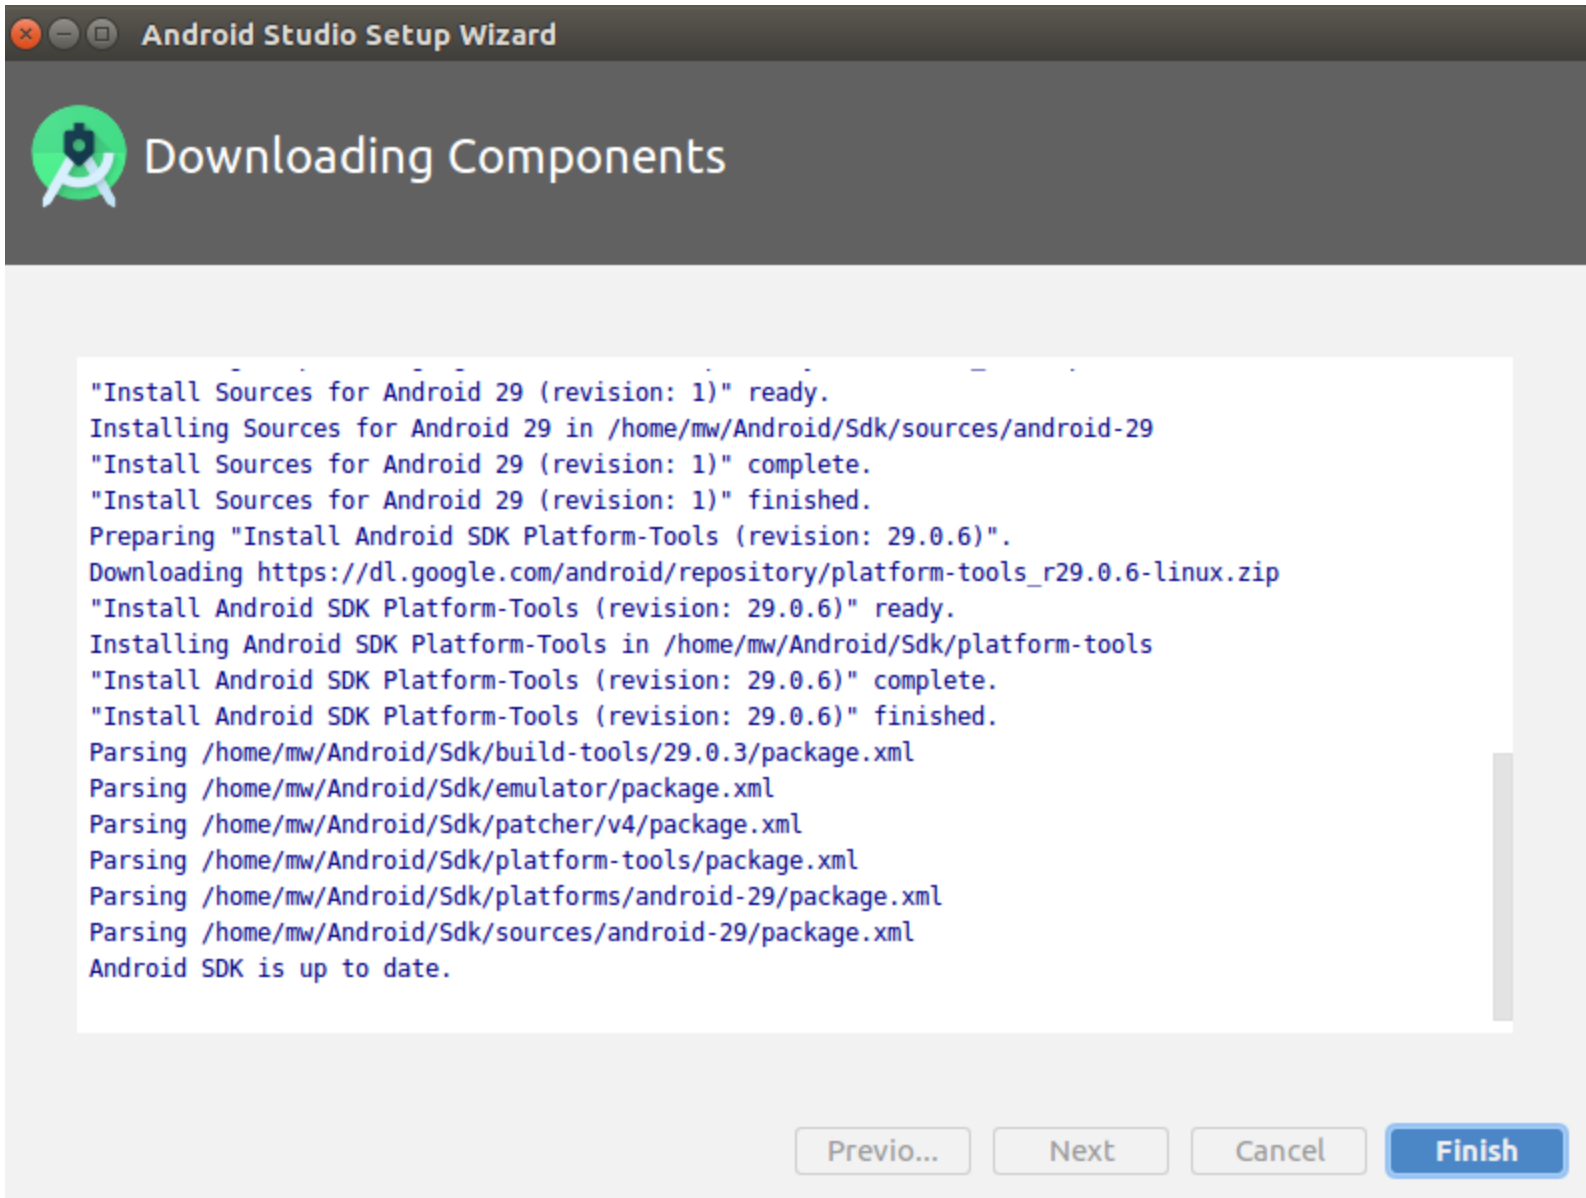 Android Studio Setup Wizard
Downloading Components
"Install Sources for Android 29 (revision: 1)" ready.
Installing Sources for Android 29 in /home/mw/Android/Sdk/sources/android-29
"Install Sources for Android 29 (revision: 1)" complete.
"Install Sources for Android 29 (revision: 1)" finished.
Preparing "Install Android SDK Platform-Tools (revision: 29.0.6)".
Downloading https://dl.google.com/android/repository/platform-tools_r29.0.6-linux.zip
"Install Android SDK Platform-Tools (revision: 29.0.6)" ready.
Installing Android SDK Platform-Tools in /home/mw/Android/Sdk/platform-tools
"Install Android SDK Platform-Tools (revision: 29.0.6)" complete.
"Install Android SDK Platform-Tools (revision: 29.0.6)" finished.
Parsing /home/mw/Android/Sdk/build-tools/29.0.3/package.xml
Parsing /home/mw/Android/Sdk/emulator/package.xml
Parsing /home/mw/Android/Sdk/patcher/v4/package.xml
Parsing /home/mw/Android/Sdk/platform-tools/package.xml
Parsing /home/mw/Android/Sdk/platforms/android-29/package.xml
Parsing /home/mw/Android/Sdk/sources/android-29/package.xml
Android SDK is up to date.
Previo... Next Cancel Finish